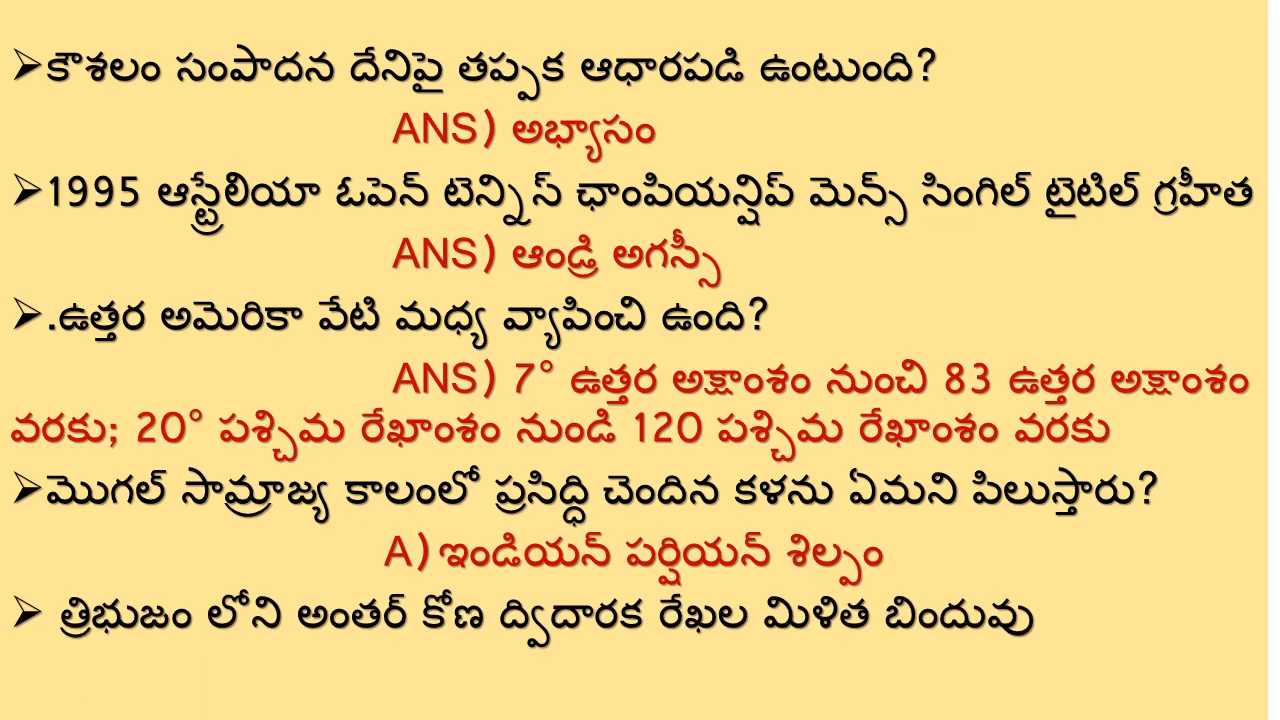 ➢కౌశలం సంపాదన దేనిపై తప్పక ఆధారపడి ఉంటుంది?
ANS) అభ్యాసం
➢1995 ఆస్ట్రేలియా ఓపెన్ టెన్నిస్ ఛాంపియన్షిప్ మెన్స్ సింగిల్ టైటిల్ గ్రహీత
ANS) ఆండ్రి అగస్సీ
➢.ఉత్తర అమెరికా వేటి మధ్య వ్యాపించి ఉంది?
ANS) 7° ఉత్తర అక్షాంశం నుంచి 83 ఉత్తర అక్షాంశం
వరకు; 20° పశ్చిమ రేఖాంశం నుండి 120 పశ్చిమ రేఖాంశం వరకు
➢మొగల్ సామ్రాజ్య కాలంలో ప్రసిద్ధి చెందిన కళను ఏమని పిలుస్తారు?
A)ఇండియన్ పర్షియన్ శిల్పం
➢ త్రిభుజం లోని అంతర్ కోణ ద్విదారక రేఖల మిళిత బిందువు